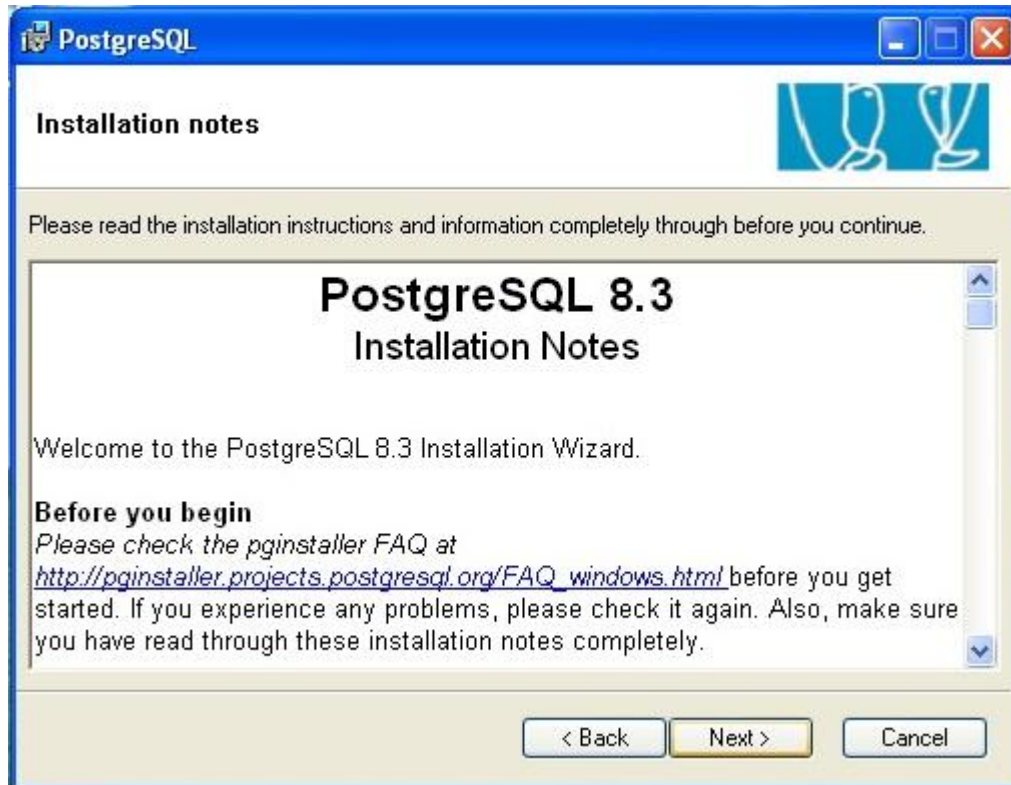 PostgreSQL
Installation notes
Please read the installation instructions and information completely through before you continue.
PostgreSQL 8.3
Installation Notes
Welcome to the PostgreSQL 8.3 Installation Wizard.
Before you begin
Please check the pginstaller FAQ at
http://pginstaller.projects.postgresql.org/FAQ_windows.html before you get
started. If you experience any problems, please check it again. Also, make sure
you have read through these installation notes completely.
< Back Next > Cancel